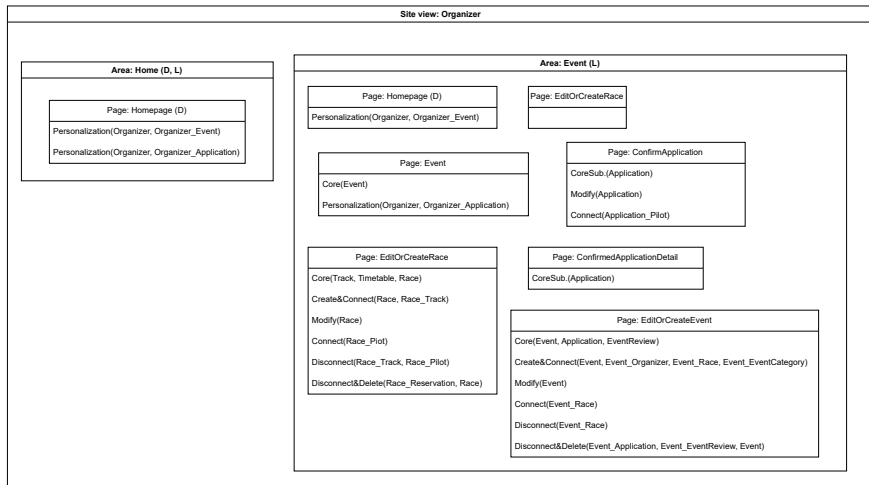 Site view: Organizer
Area: Home (D, L)
Page: Homepage (D)
Personalization(Organizer, Organizer_Event)
Personalization(Organizer, Organizer_Application)
Area: Event (L)
Page: Homepage (D)
Personalization(Organizer, Organizer_Event)
Page: EditOrCreateRace
Page: Event
Core(Event)
Personalization(Organizer, Organizer_Application)
Page: ConfirmApplication
CoreSub.(Application)
Modify(Application)
Connect(Application_Pilot)
Page: EditOrCreateRace
Core(Track, Timetable, Race)
Create&Connect(Race, Race_Track)
Modify(Race)
Connect(Race_Piot)
Disconnect(Race_Track, Race_Pilot)
Disconnect&Delete(Race_Reservation, Race)
Page: ConfirmedApplicationDetail
CoreSub.(Application)
Page: EditOrCreateEvent
Core(Event, Application, EventReview)
Create&Connect(Event, Event_Organizer, Event_Race, Event_EventCategory)
Modify(Event)
Connect(Event_Race)
Disconnect(Event_Race)
Disconnect&Delete(Event_Application, Event_EventReview, Event)